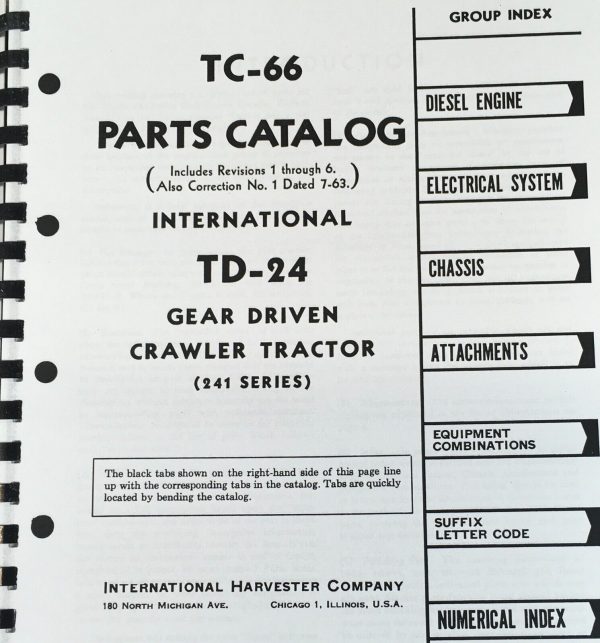 TC-66
PARTS CATALOG
(Includes Revisions 1 through 6.
Also Correction No. 1 Dated 7-63.)
INTERNATIONAL
TD-24
GEAR DRIVEN
CRAWLER TRACTOR
(241 SERIES)
The black tabs shown on the right-hand side of this page line
up with the corresponding tabs in the catalog. Tabs are quickly
located by bending the catalog.
INTERNATIONAL HARVESTER COMPANY
180 NORTH MICHIGAN AVE. CHICAGO 1, ILLINOIS, U.S.A.
GROUP INDEX
DIESEL ENGINE
ELECTRICAL SYSTEM
CHASSIS
ATTACHMENTS
EQUIPMENT
COMBINATIONS
SUFFIX
LETTER CODE
NUMERICAL INDEX